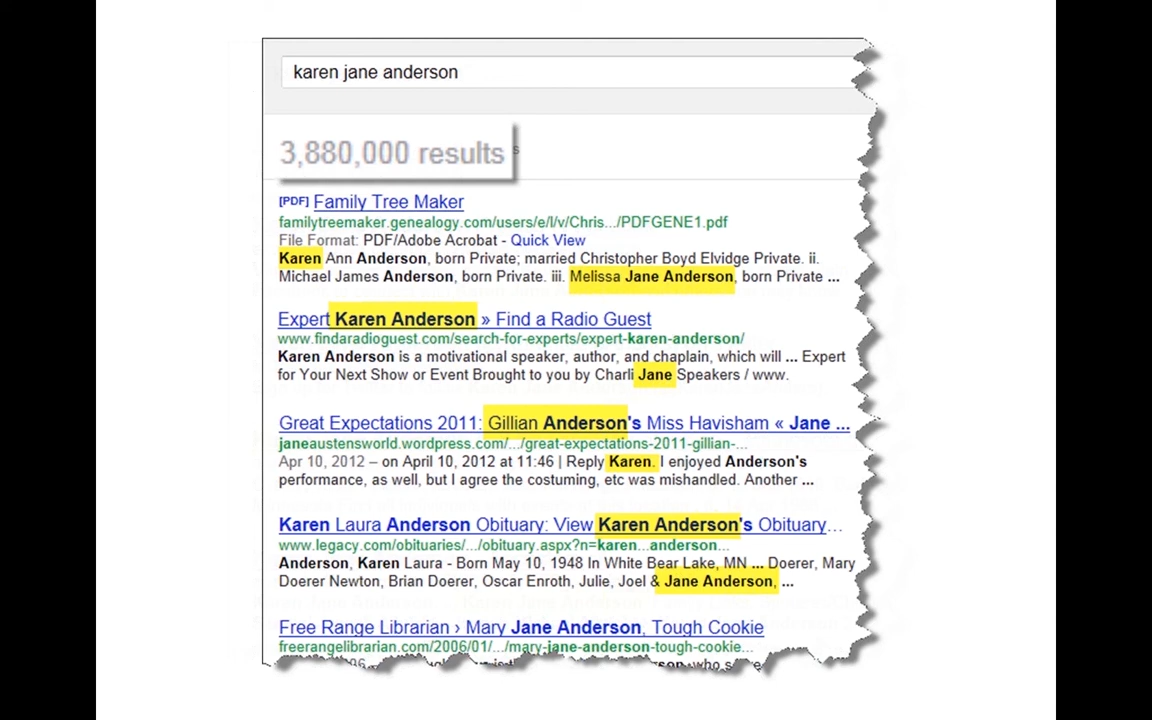 karen jane anderson
3,880,000 results
[PDF] Family Tree Maker
familytreemaker.genealogy.com/users/e/l/v/Chris.../PDFGENE1.pdf
File Format: PDF/Adobe Acrobat - Quick View
Karen Ann Anderson, born Private; married Christopher Boyd Elvidge Private. ii.
Michael James Anderson, born Private. iii. Melissa Jane Anderson, born Private ...
Expert Karen Anderson » Find a Radio Guest
www.findaradioguest.com/search-for-experts/expert-karen-anderson/
Karen Anderson is a motivational speaker, author, and chaplain, which will ... Expert
for Your Next Show or Event Brought to you by Charli Jane Speakers / www.
Great Expectations 2011: Gillian Anderson's Miss Havisham « Jane ...
janeaustensworld.wordpress.com/.../great-expectations-2011-gillian-...
Apr 10, 2012 – on April 10, 2012 at 11:46 | Reply Karen. I enjoyed Anderson's
performance, as well, but I agree the costuming, etc was mishandled. Another ...
Karen Laura Anderson Obituary: View Karen Anderson's Obituary...
www.legacy.com/obituaries/.../obituary.aspx?n=karen...anderson...
Anderson, Karen Laura - Born May 10, 1948 In White Bear Lake, MN ... Doerer, Mary
Doerer Newton, Brian Doerer, Oscar Enroth, Julie, Joel & Jane Anderson, ...
Free Range Librarian › Mary Jane Anderson, Tough Cookie
freerangelibrarian.com/2006/01/.../mary-jane-anderson-tough-cookie...